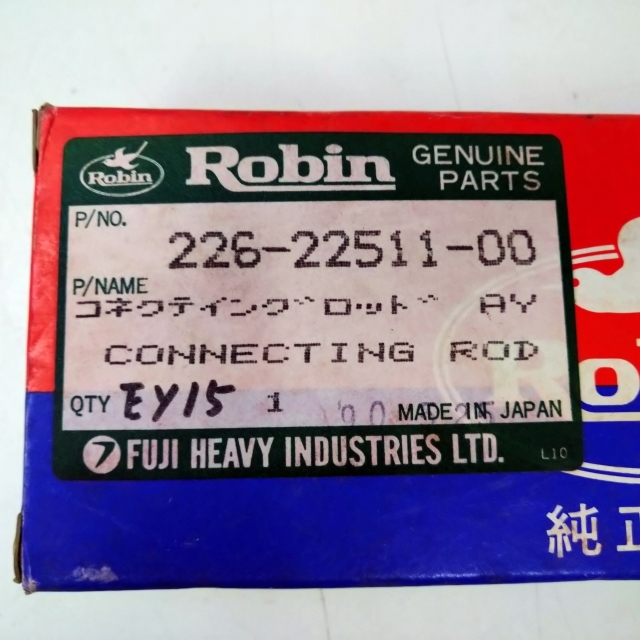 Robin Robin GENUINE
PARTS
P/NO.
226-22511-00
P/NAME
コネクテイング゛ロット゛ AY
CONNECTING ROD
QTY EY15 1 MADE IN JAPAN
FUJI HEAVY INDUSTRIES LTD. L10
純正